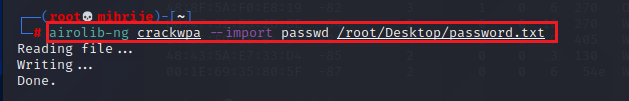 (root💀mihrije)-[~]
# airolib-ng crackwpa --import passwd /root/Desktop/password.txt
Reading file...
Writing...
Done.